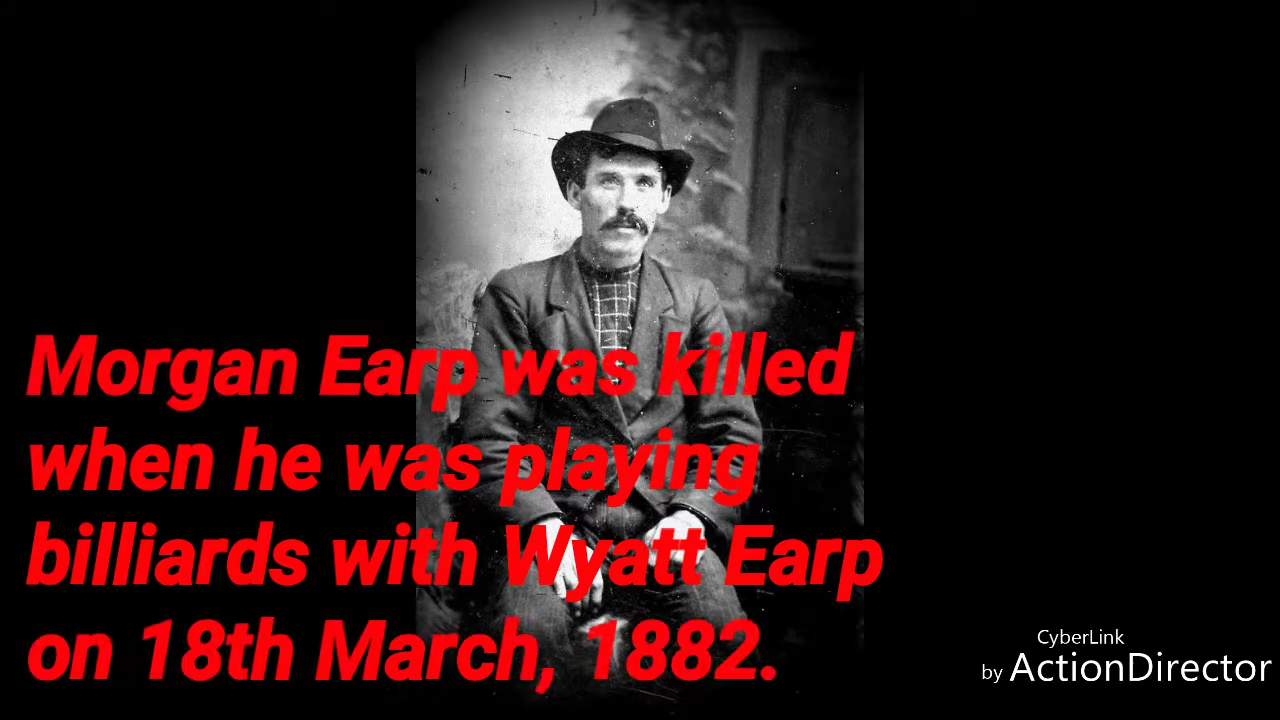 Morgan Earp was killed
when he was playing
billiards with Wyatt Earp
on 18th March, 1882.
CyberLink
by ActionDirector